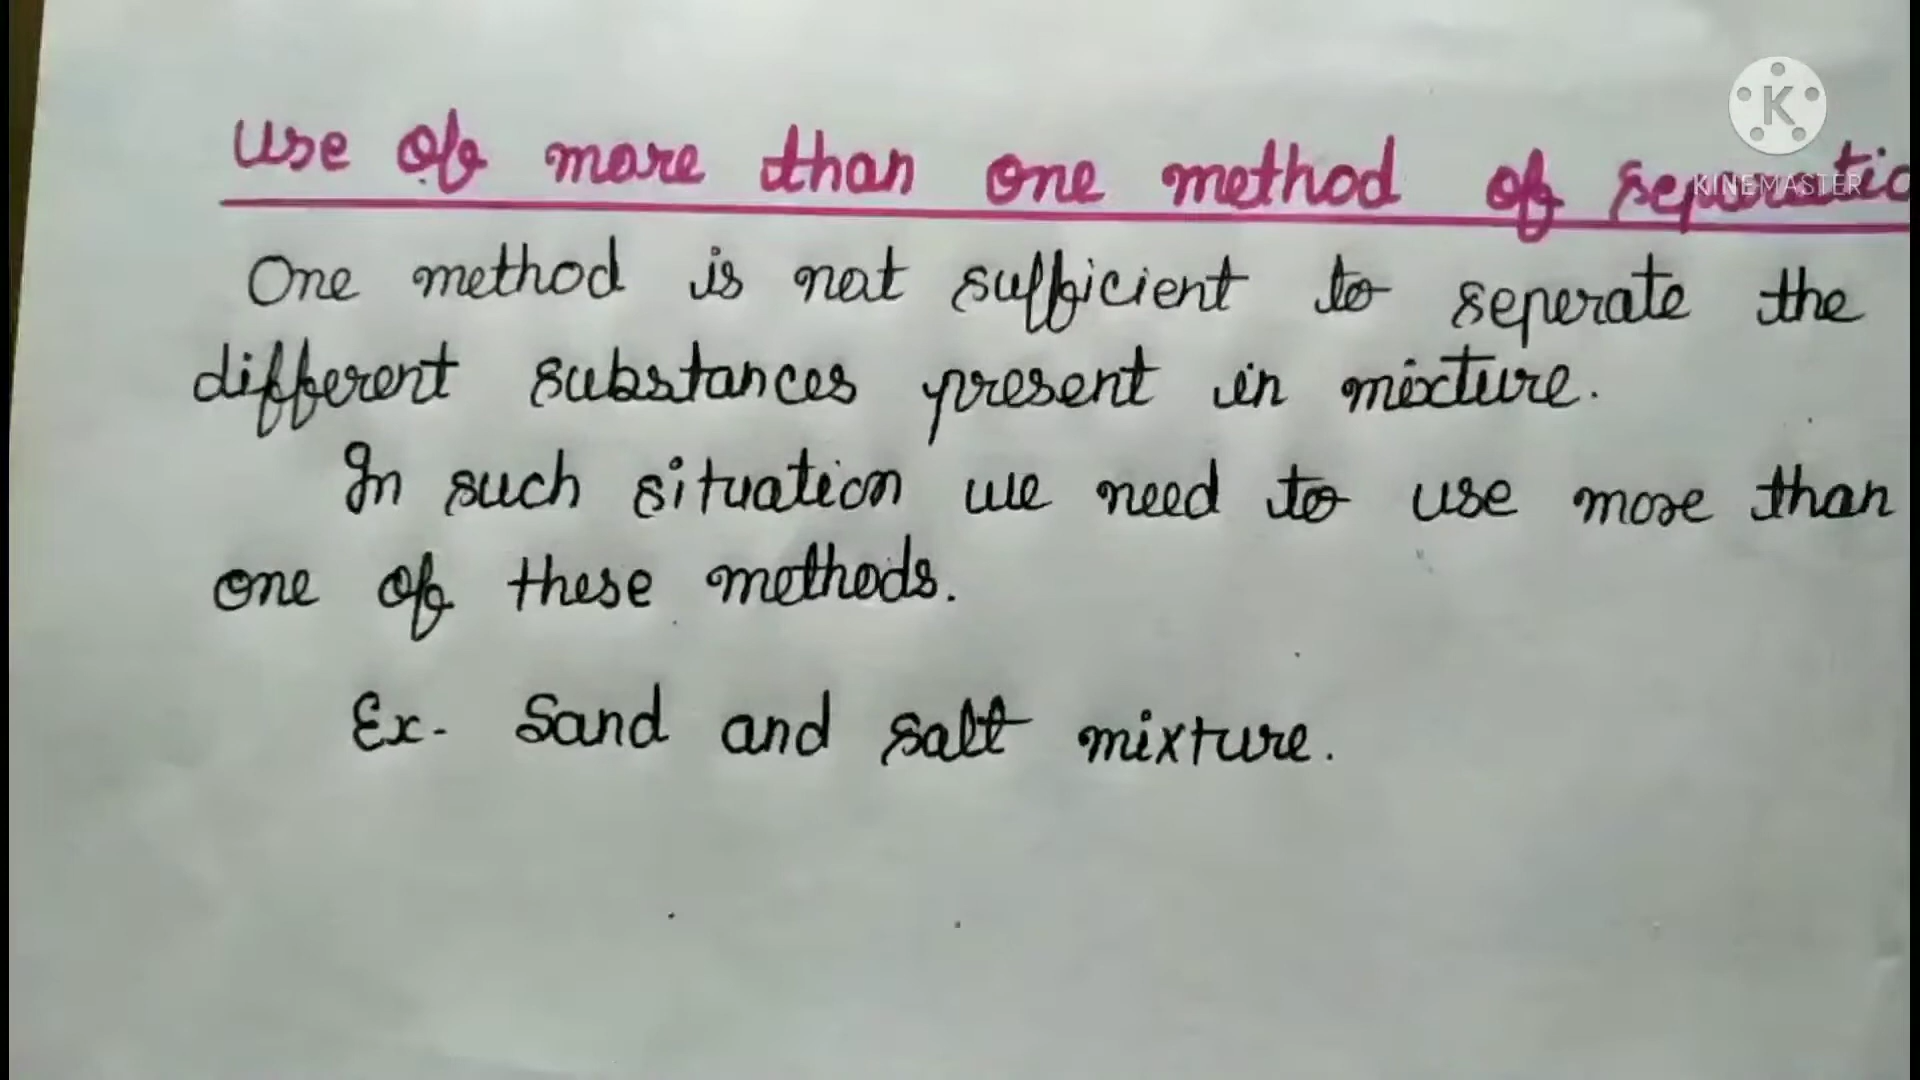 Use of more than one method of separatio
One method is not sufficient to seperate the
different substances present in mixture.
In such situation we need to use more than
one of these methods.
Ex. Sand and salt mixture.
K
KINEMASTER